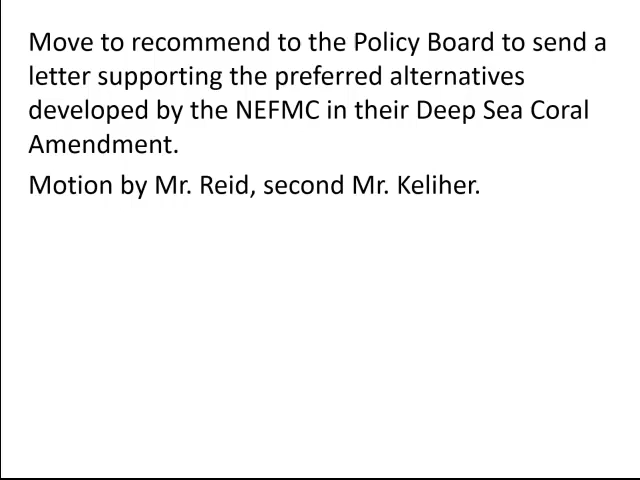 Move to recommend to the Policy Board to send a
letter supporting the preferred alternatives
developed by the NEFMC in their Deep Sea Coral
Amendment.
Motion by Mr. Reid, second Mr. Keliher.